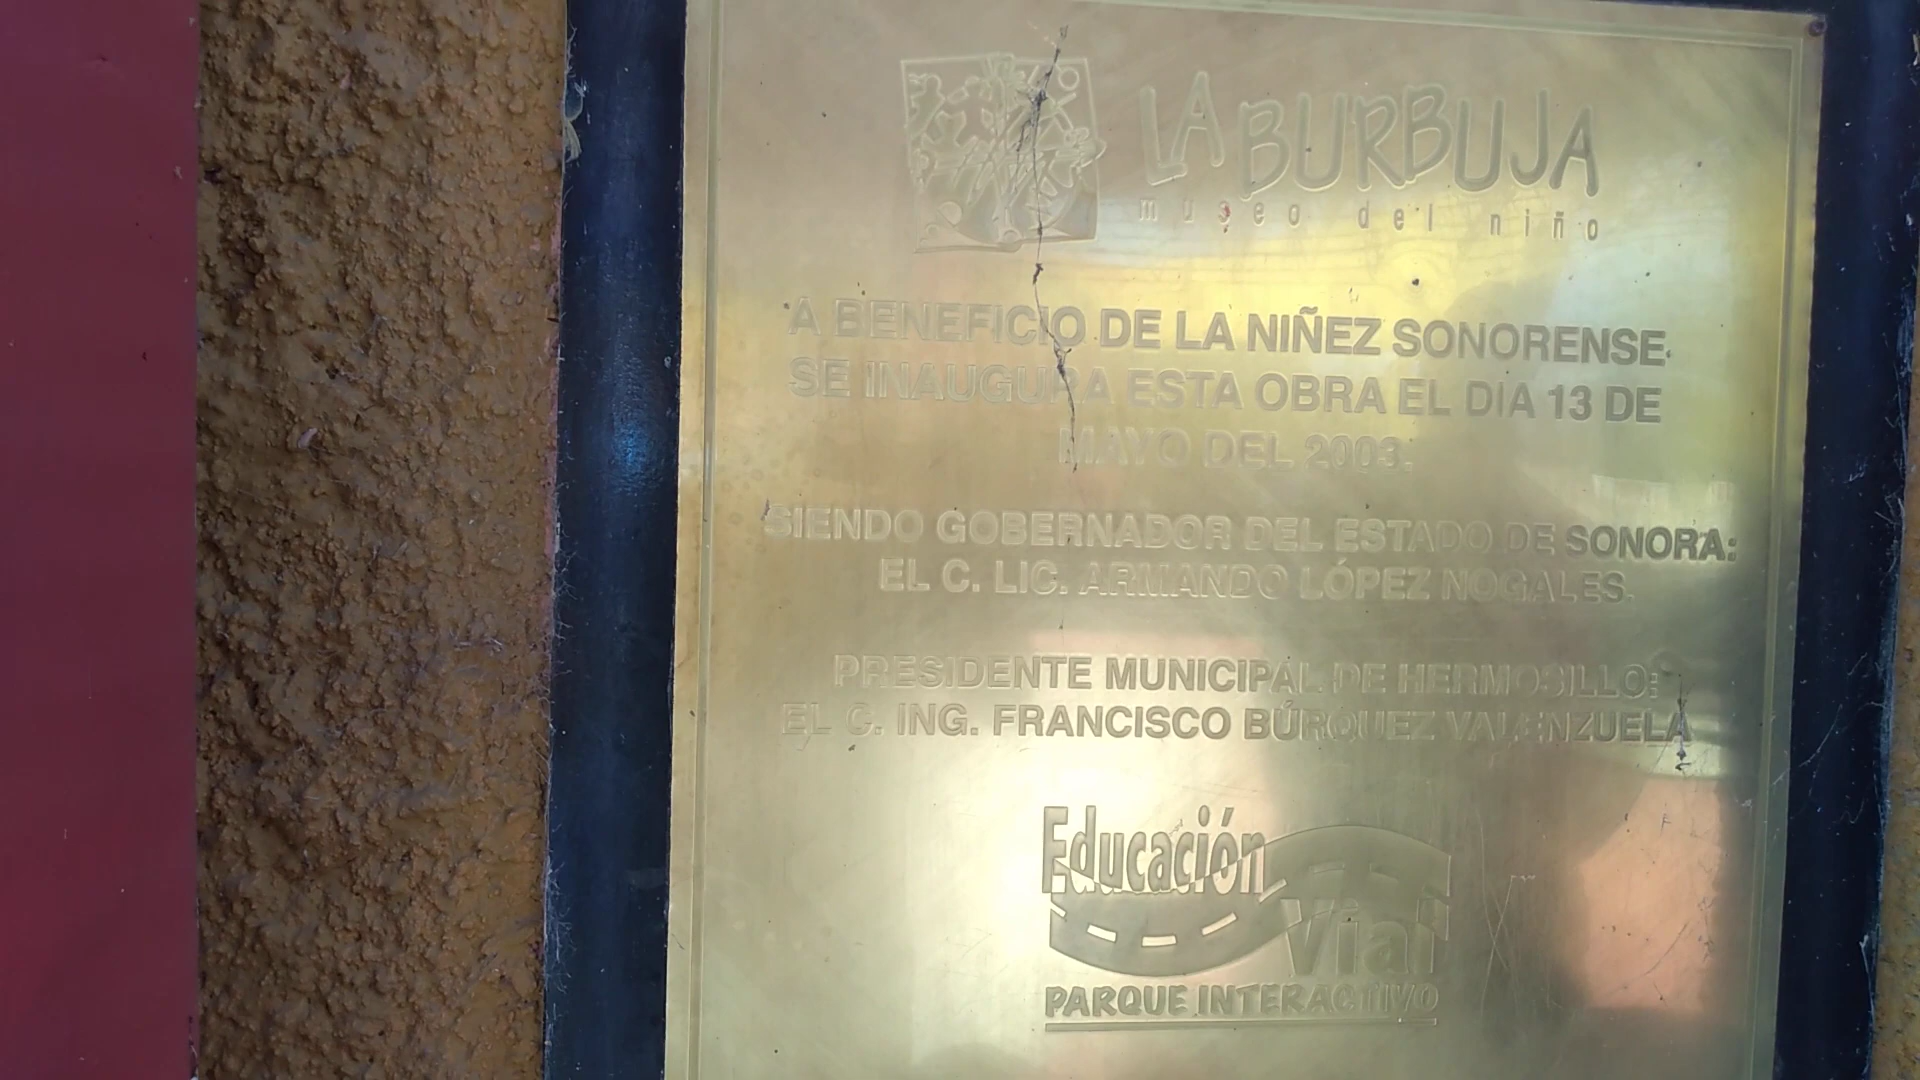 LA BURBUJA
museo del niño
A BENEFICIO DE LA NIÑEZ SONORENSE
SE INAUGURA ESTA OBRA EL DIA 13 DE
MAYO DEL 2003.
SIENDO GOBERNADOR DEL ESTADO DE SONORA:
EL C. LIC. ARMANDO LÓPEZ NOGALES.
PRESIDENTE MUNICIPAL DE HERMOSILLO:
EL C. ING. FRANCISCO BÚRQUEZ VALENZUELA
Educación
Vial
PARQUE INTERACTIVO